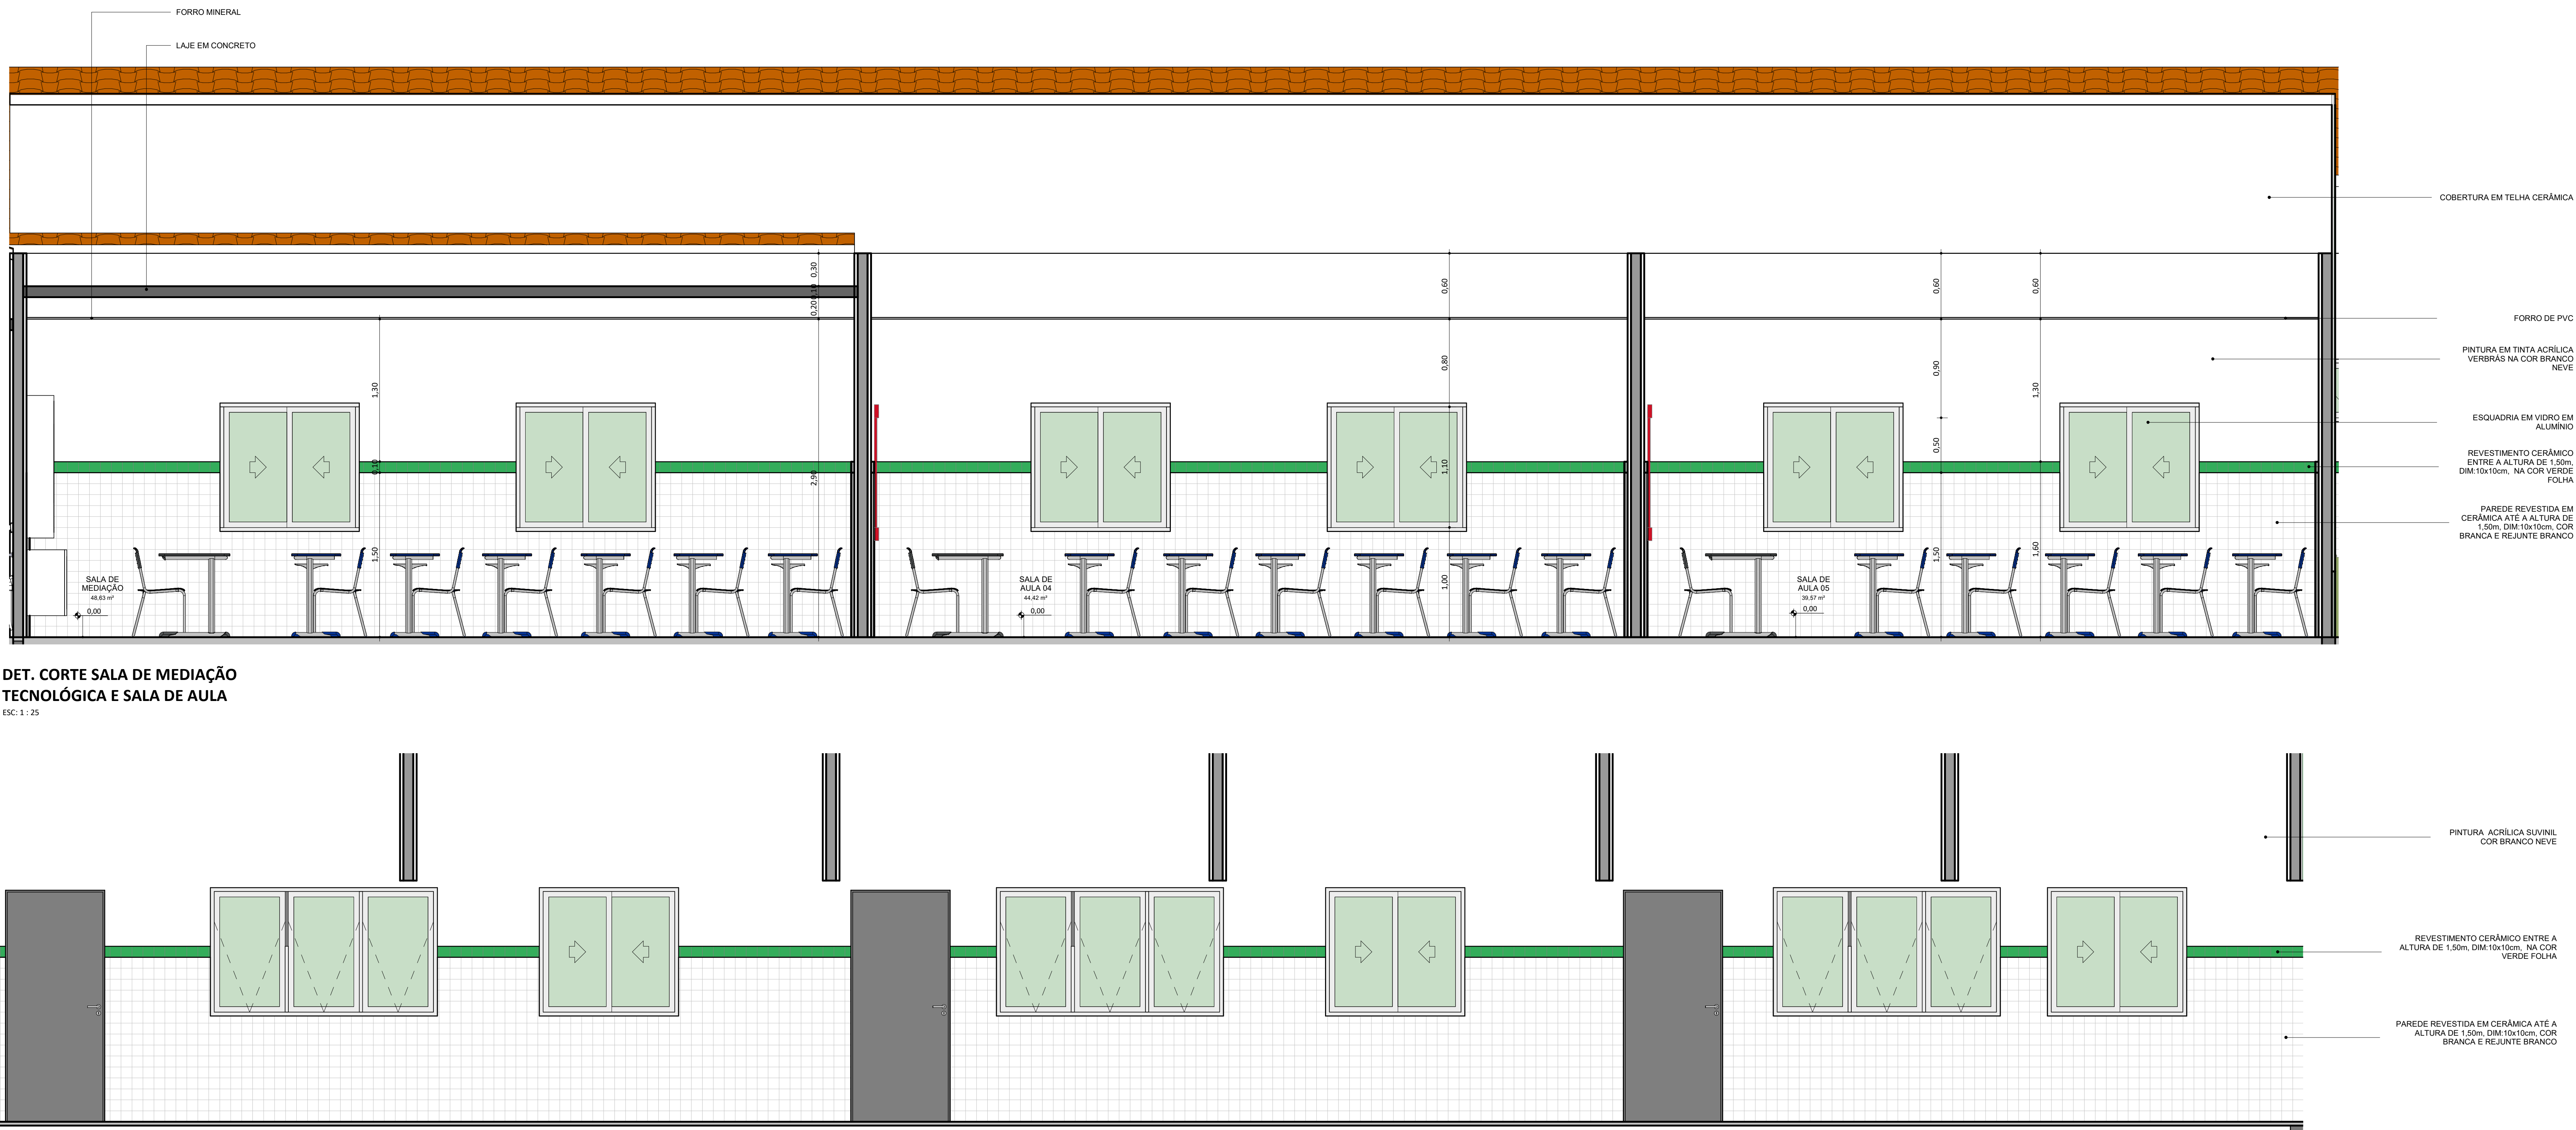 FORRO MINERAL
LAJE EM CONCRETO
COBERTURA EM TELHA CERÂMICA
FORRO DE PVC
PINTURA EM TINTA ACRÍLICA
VERBRÁS NA COR BRANCO
NEVE
ESQUADRIA EM VIDRO EM
ALUMÍNIO
REVESTIMENTO CERÂMICO
ENTRE A ALTURA DE 1,50m,
DIM:10x10cm, NA COR VERDE
FOLHA
PAREDE REVESTIDA EM
CERÂMICA ATÉ A ALTURA DE
1,50m, DIM:10x10cm, COR
BRANCA E REJUNTE BRANCO
1,30
0,10
1,50
0,30
0,10
0,20
2,90
0,60
0,80
1,10
1,00
0,60
0,90
0,50
1,50
0,60
1,30
1,60
SALA DE
MEDIAÇÃO
48,63 m²
0,00
SALA DE
AULA 04
44,42 m²
0,00
SALA DE
AULA 05
39,57 m²
0,00
DET. CORTE SALA DE MEDIAÇÃO
TECNOLÓGICA E SALA DE AULA
ESC: 1 : 25
PINTURA ACRÍLICA SUVINIL
COR BRANCO NEVE
REVESTIMENTO CERÂMICO ENTRE A
ALTURA DE 1,50m, DIM:10x10cm, NA COR
VERDE FOLHA
PAREDE REVESTIDA EM CERÂMICA ATÉ A
ALTURA DE 1,50m, DIM:10x10cm, COR
BRANCA E REJUNTE BRANCO